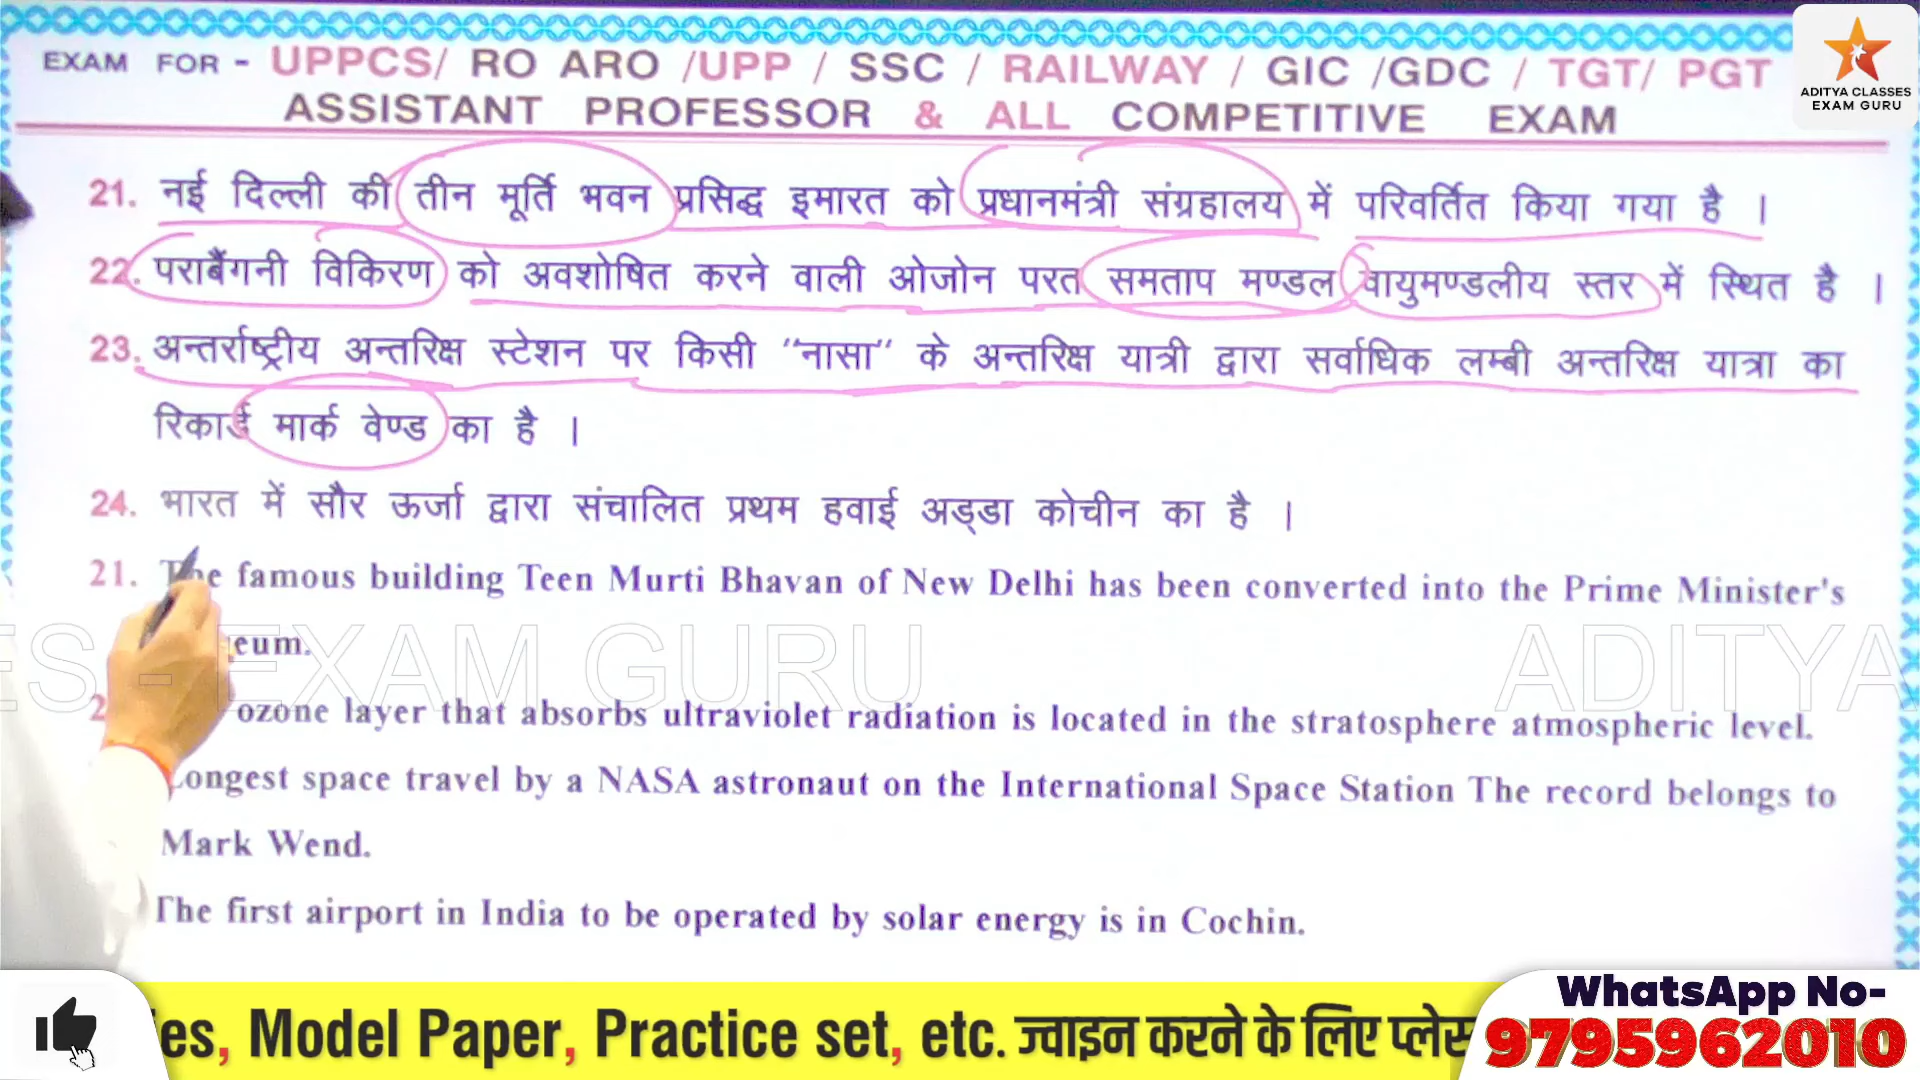 EXAM FOR - UPPCS/ RO ARO /UPP / SSC / RAILWAY / GIC /GDC / TGT/ PGT
ASSISTANT PROFESSOR & ALL COMPETITIVE EXAM
ADITYA CLASSES
EXAM GURU
21. नई दिल्ली की तीन मूर्ति भवन प्रसिद्ध इमारत को प्रधानमंत्री संग्रहालय में परिवर्तित किया गया है ।
22. पराबैंगनी विकिरण को अवशोषित करने वाली ओजोन परत समताप मण्डल वायुमण्डलीय स्तर में स्थित है ।
23. अन्तर्राष्ट्रीय अन्तरिक्ष स्टेशन पर किसी "नासा" के अन्तरिक्ष यात्री द्वारा सर्वाधिक लम्बी अन्तरिक्ष यात्रा का
रिकार्ड मार्क वेण्ड का है ।
24. भारत में सौर ऊर्जा द्वारा संचालित प्रथम हवाई अड्डा कोचीन का है ।
21. The famous building Teen Murti Bhavan of New Delhi has been converted into the Prime Minister's
eum.
2 ozone layer that absorbs ultraviolet radiation is located in the stratosphere atmospheric level.
Longest space travel by a NASA astronaut on the International Space Station The record belongs to
Mark Wend.
The first airport in India to be operated by solar energy is in Cochin.
ES - EXAM GURU ADITYA
ies, Model Paper, Practice set, etc. ज्वाइन करने के लिए प्लेस
WhatsApp No-
9795962010